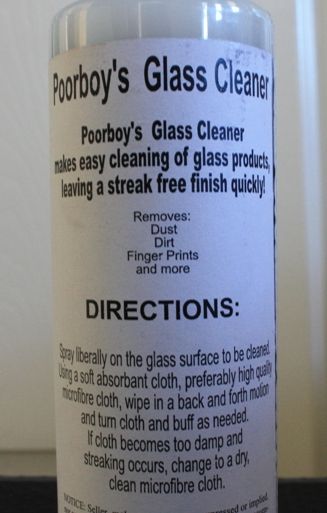 Poorboy's Glass Cleaner
Poorboy's Glass Cleaner
makes easy cleaning of glass products,
leaving a streak free finish quickly!
Removes:
Dust
Dirt
Finger Prints
and more
DIRECTIONS:
Spray liberally on the glass surface to be cleaned.
Using a soft absorbant cloth, preferably high quality
microfibre cloth, wipe in a back and forth motion
and turn cloth and buff as needed.
If cloth becomes too damp and
streaking occurs, change to a dry,
clean microfibre cloth.
NOTICE: Seller or implied.